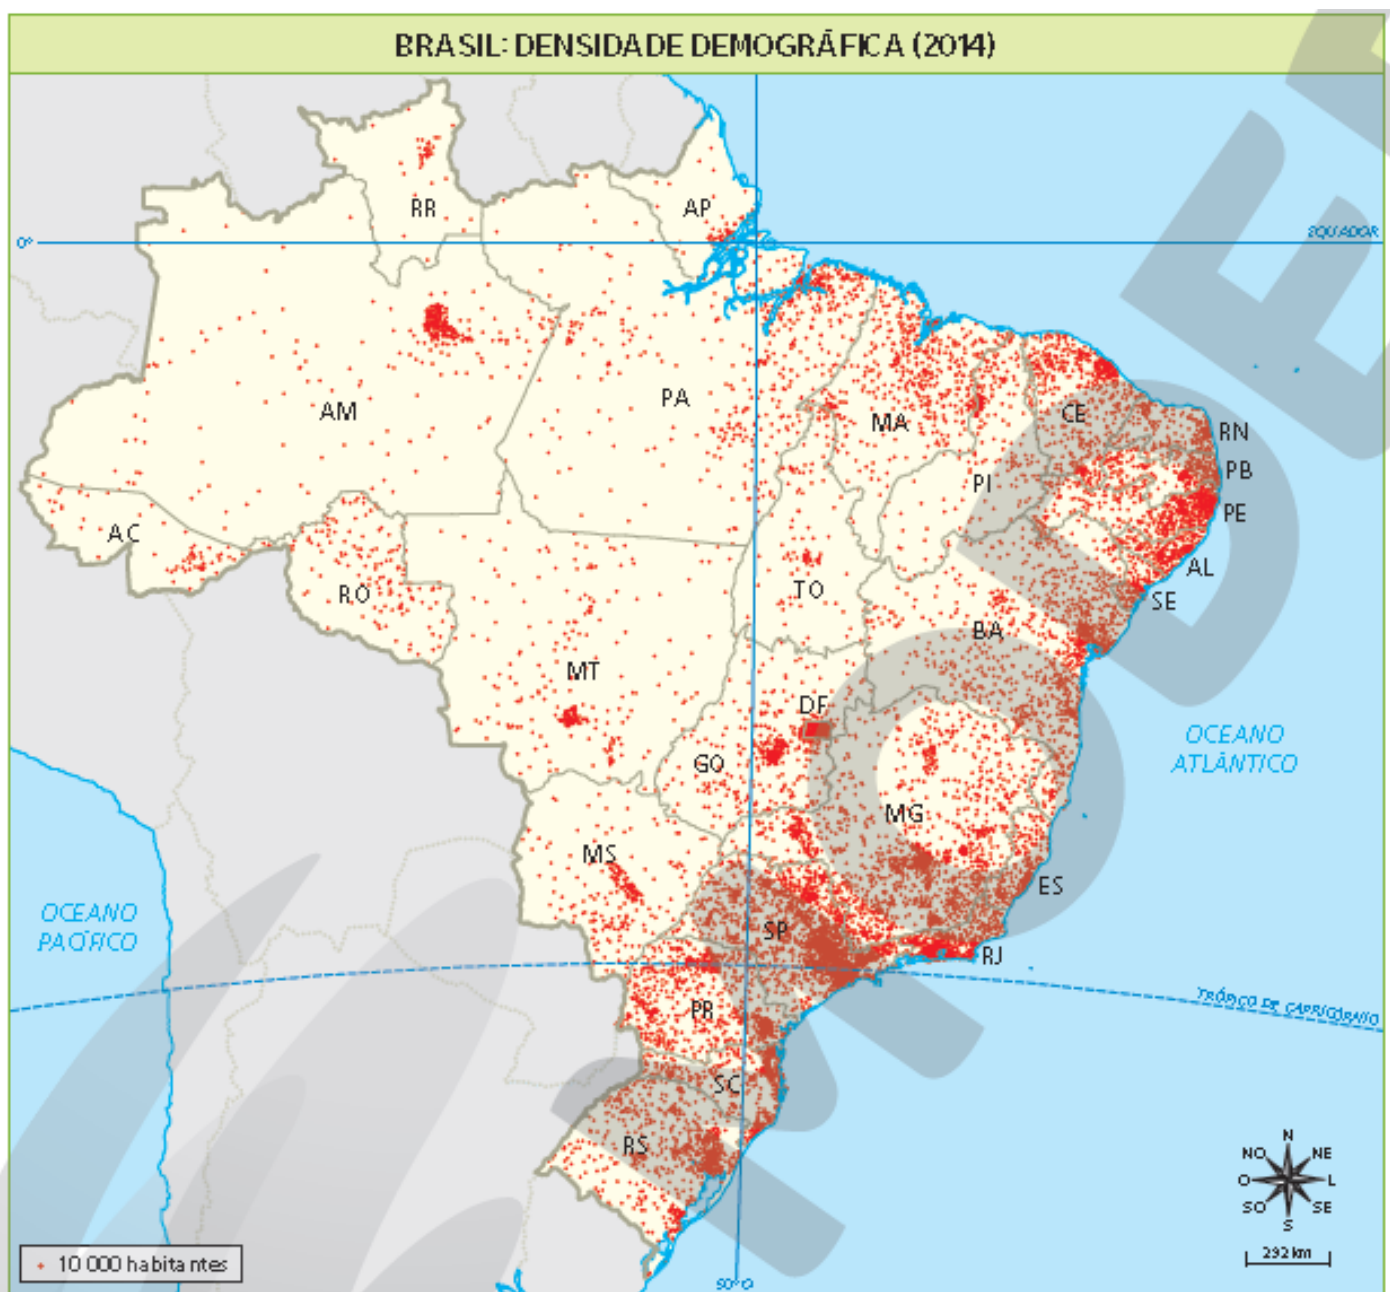 BRASIL: DENSIDADE DEMOGRÁFICA (2014)
RR
AP
0°
EQUADOR
AM
PA
MA
CE
RN
PB
PI
PE
AC
AL
RO
TO
SE
BA
MT
DF
OCEANO
ATLÂNTICO
GO
MG
MS
ES
OCEANO
PACÍFICO
SP
RJ
TRÓPICO DE CAPRICÓRNIO
PR
SC
RS
N
NO
NE
O
L
SO
SE
S
292 km
10 000 habitantes
50° O